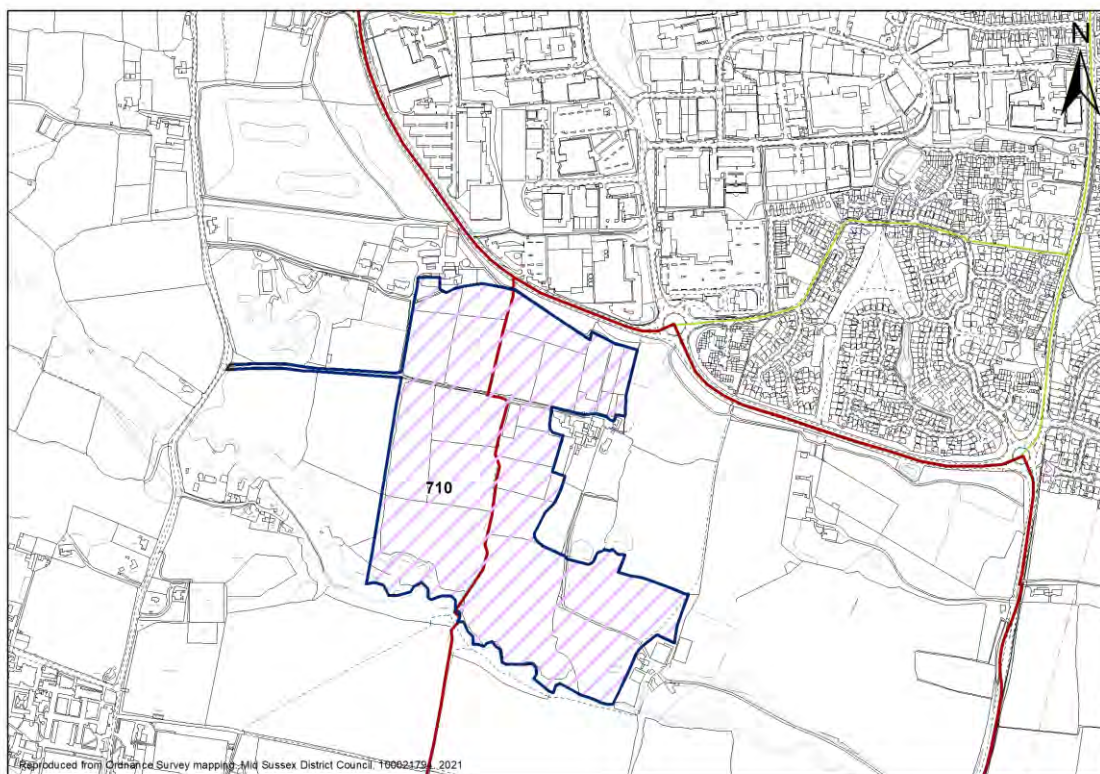 N
710
Reproduced from Ordnance Survey mapping, Mid Sussex District Council, 100021794, 2021